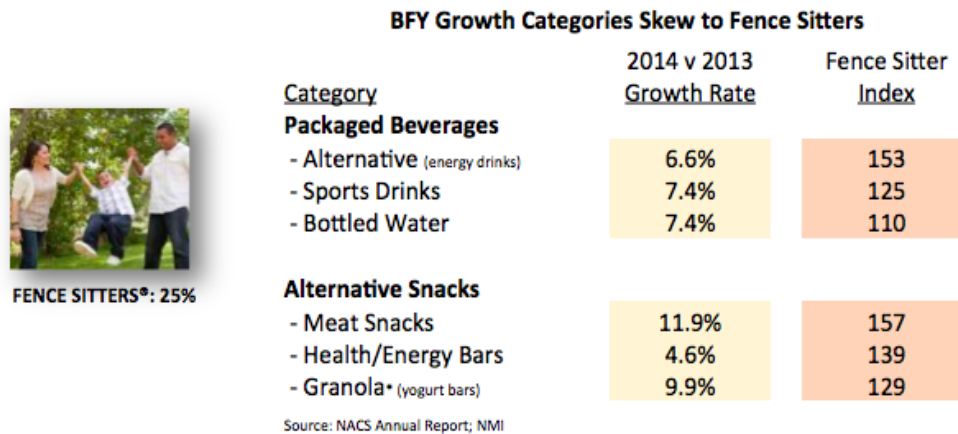 BFY Growth Categories Skew to Fence Sitters
2014 v 2013 Fence Sitter
Category Growth Rate Index
Packaged Beverages
- Alternative (energy drinks) 6.6% 153
- Sports Drinks 7.4% 125
- Bottled Water 7.4% 110
FENCE SITTERS®: 25%
Alternative Snacks
- Meat Snacks 11.9% 157
- Health/Energy Bars 4.6% 139
- Granola• (yogurt bars) 9.9% 129
Source: NACS Annual Report; NMI